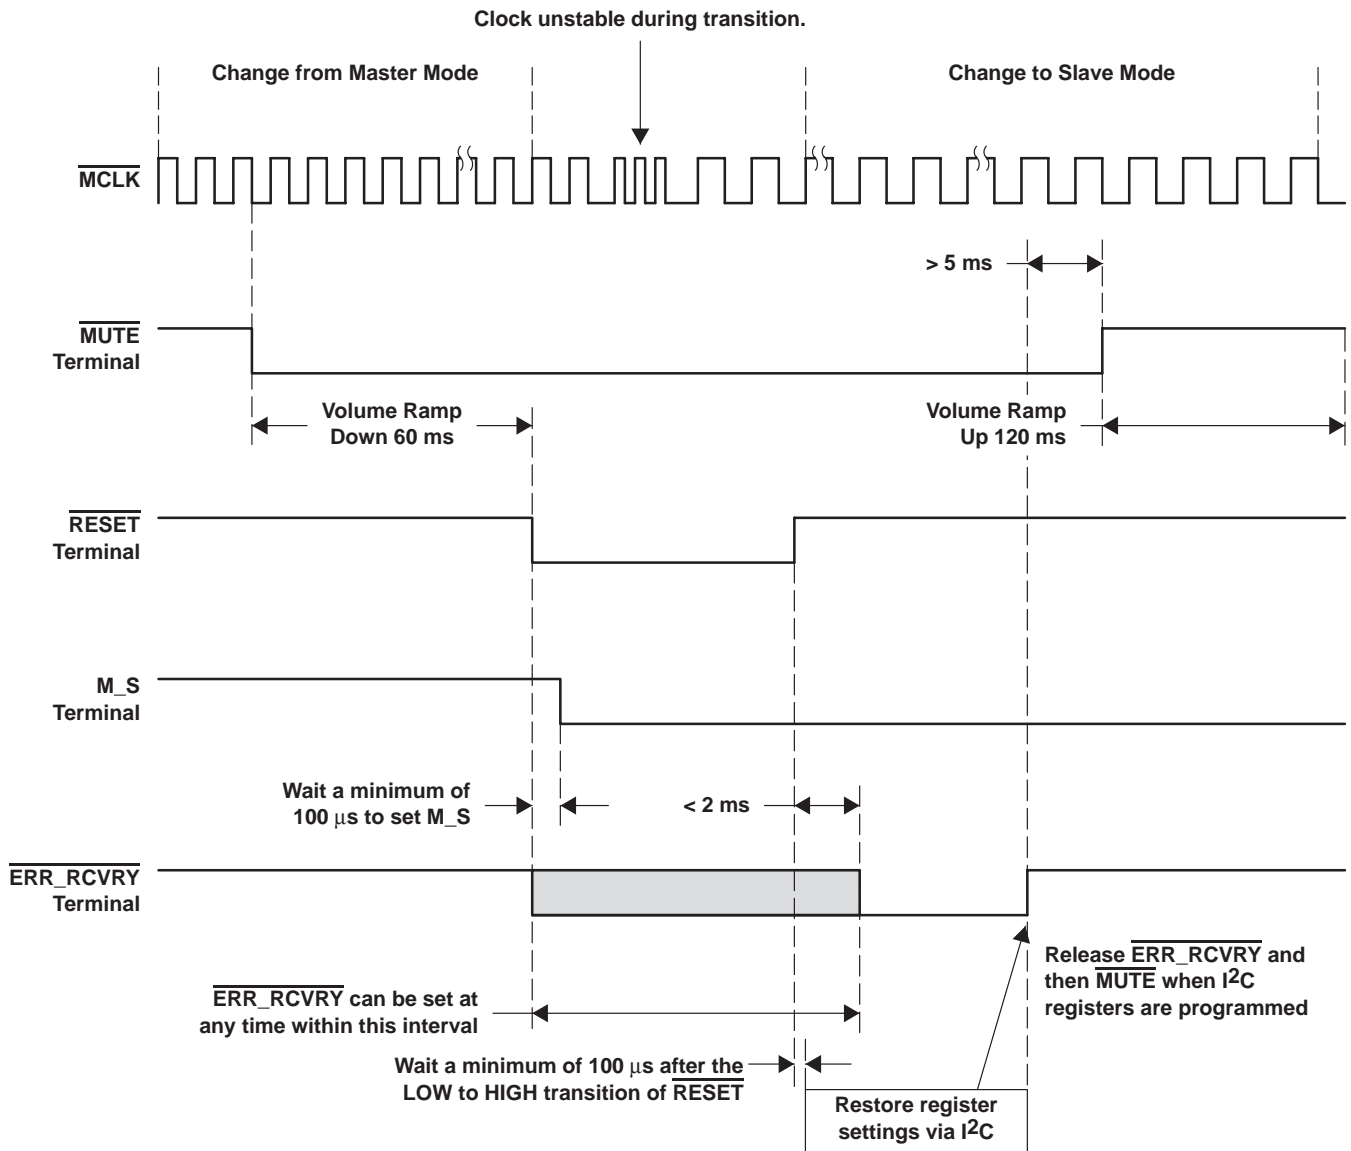 Clock unstable during transition.
Change from Master Mode
Change to Slave Mode
MCLK
> 5 ms
MUTE
Terminal
Volume Ramp
Down 60 ms
Volume Ramp
Up 120 ms
RESET
Terminal
M_S
Terminal
Wait a minimum of
100 μs to set M_S
< 2 ms
ERR_RCVRY
Terminal
Release ERR_RCVRY and
then MUTE when I2C
registers are programmed
ERR_RCVRY can be set at
any time within this interval
Wait a minimum of 100 μs after the
LOW to HIGH transition of RESET
Restore register
settings via I2C